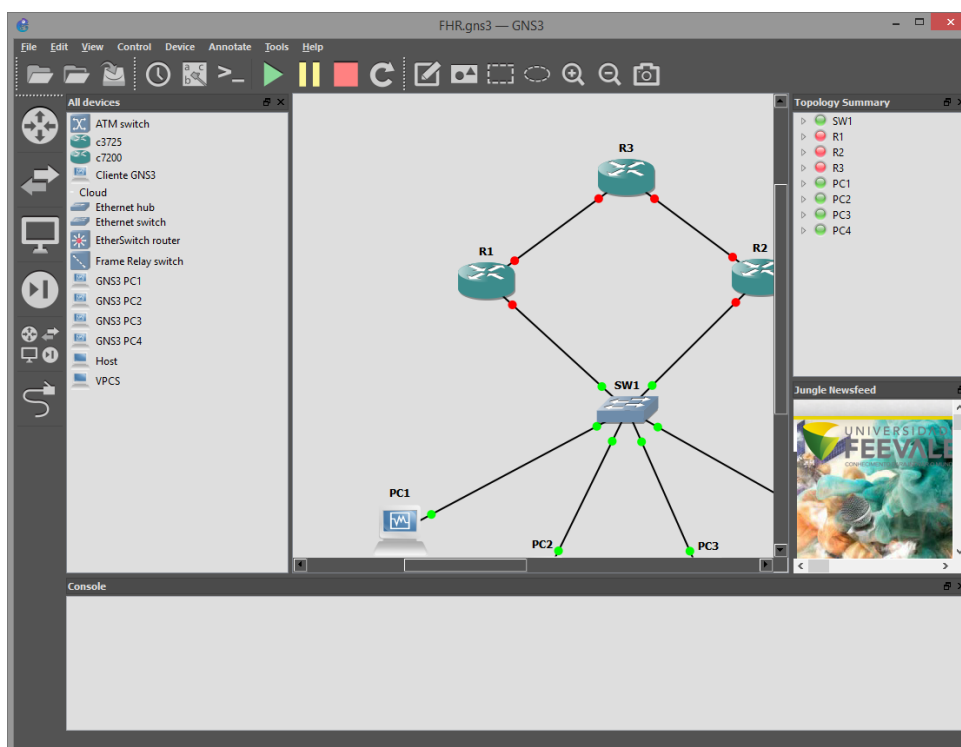 FHR.gns3 — GNS3
File Edit View Control Device Annotate Tools Help
All devices
ATM switch
c3725
c7200
Cliente GNS3
Cloud
Ethernet hub
Ethernet switch
EtherSwitch router
Frame Relay switch
GNS3 PC1
GNS3 PC2
GNS3 PC3
GNS3 PC4
Host
VPCS
R3
R1
R2
SW1
PC1
PC2
PC3
Topology Summary
SW1
R1
R2
R3
PC1
PC2
PC3
PC4
Jungle Newsfeed
UNIVERSID
FEEVALE
Console